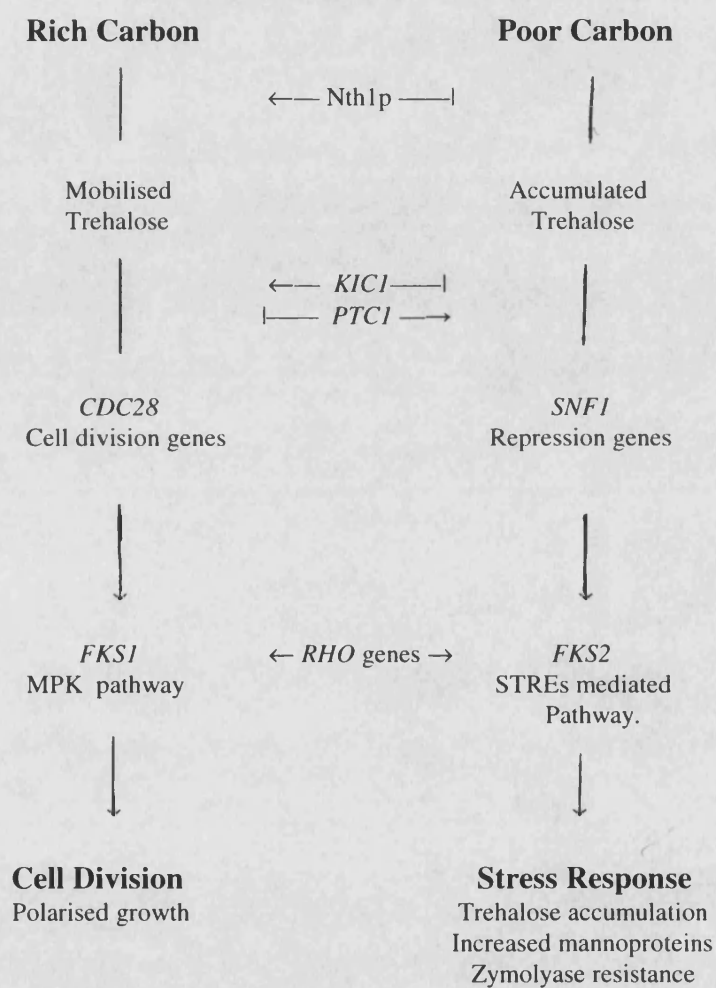 Rich Carbon
Poor Carbon
←— Nth1p ——|
Mobilised
Trehalose
Accumulated
Trehalose
←— KIC1——|
|—— PTC1 —→
CDC28
Cell division genes
SNF1
Repression genes
FKS1
MPK pathway
← RHO genes →
FKS2
STREs mediated
Pathway.
Cell Division
Polarised growth
Stress Response
Trehalose accumulation
Increased mannoproteins
Zymolyase resistance